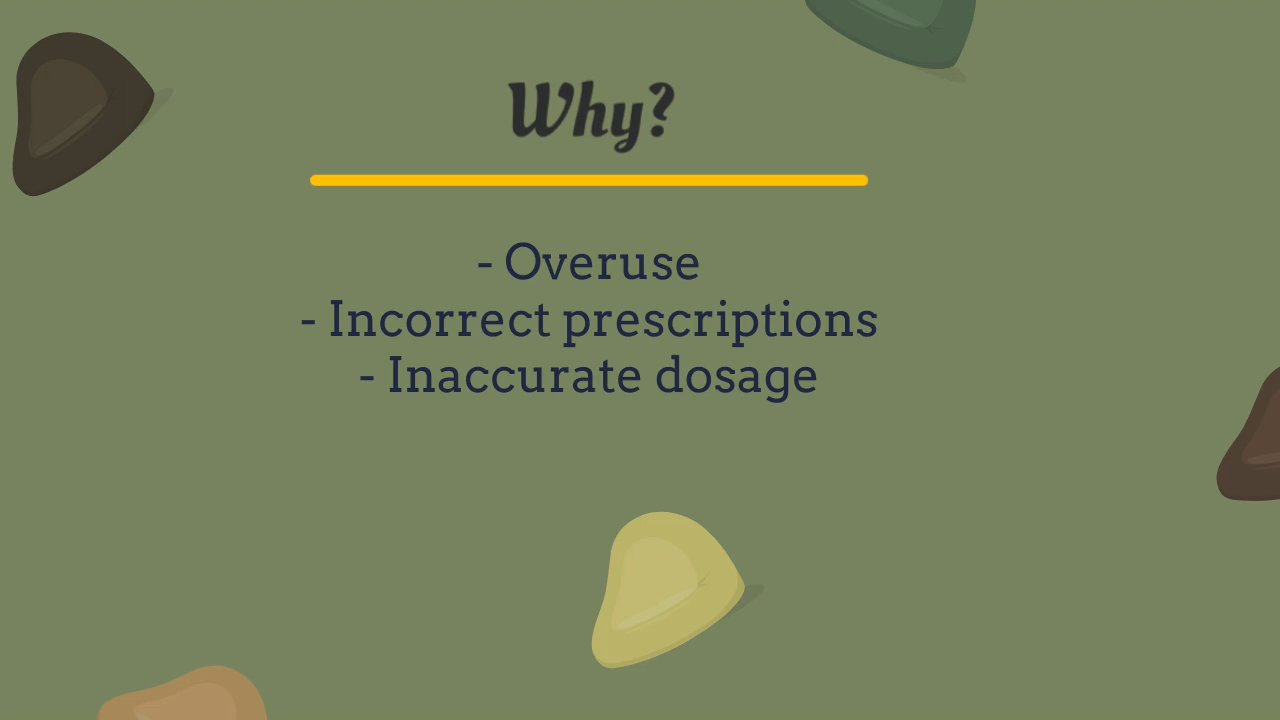 Why?
- Overuse
- Incorrect prescriptions
- Inaccurate dosage